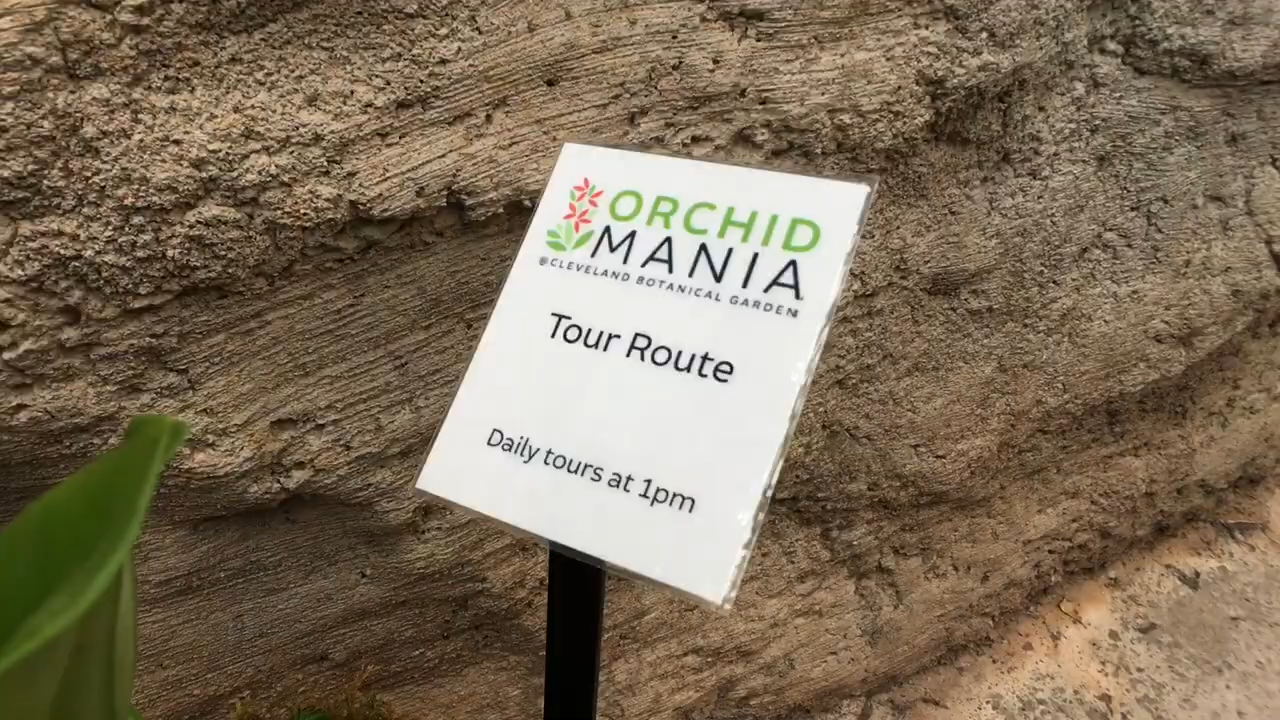 ORCHID
MANIA
@CLEVELAND BOTANICAL GARDEN
Tour Route
Daily tours at 1pm